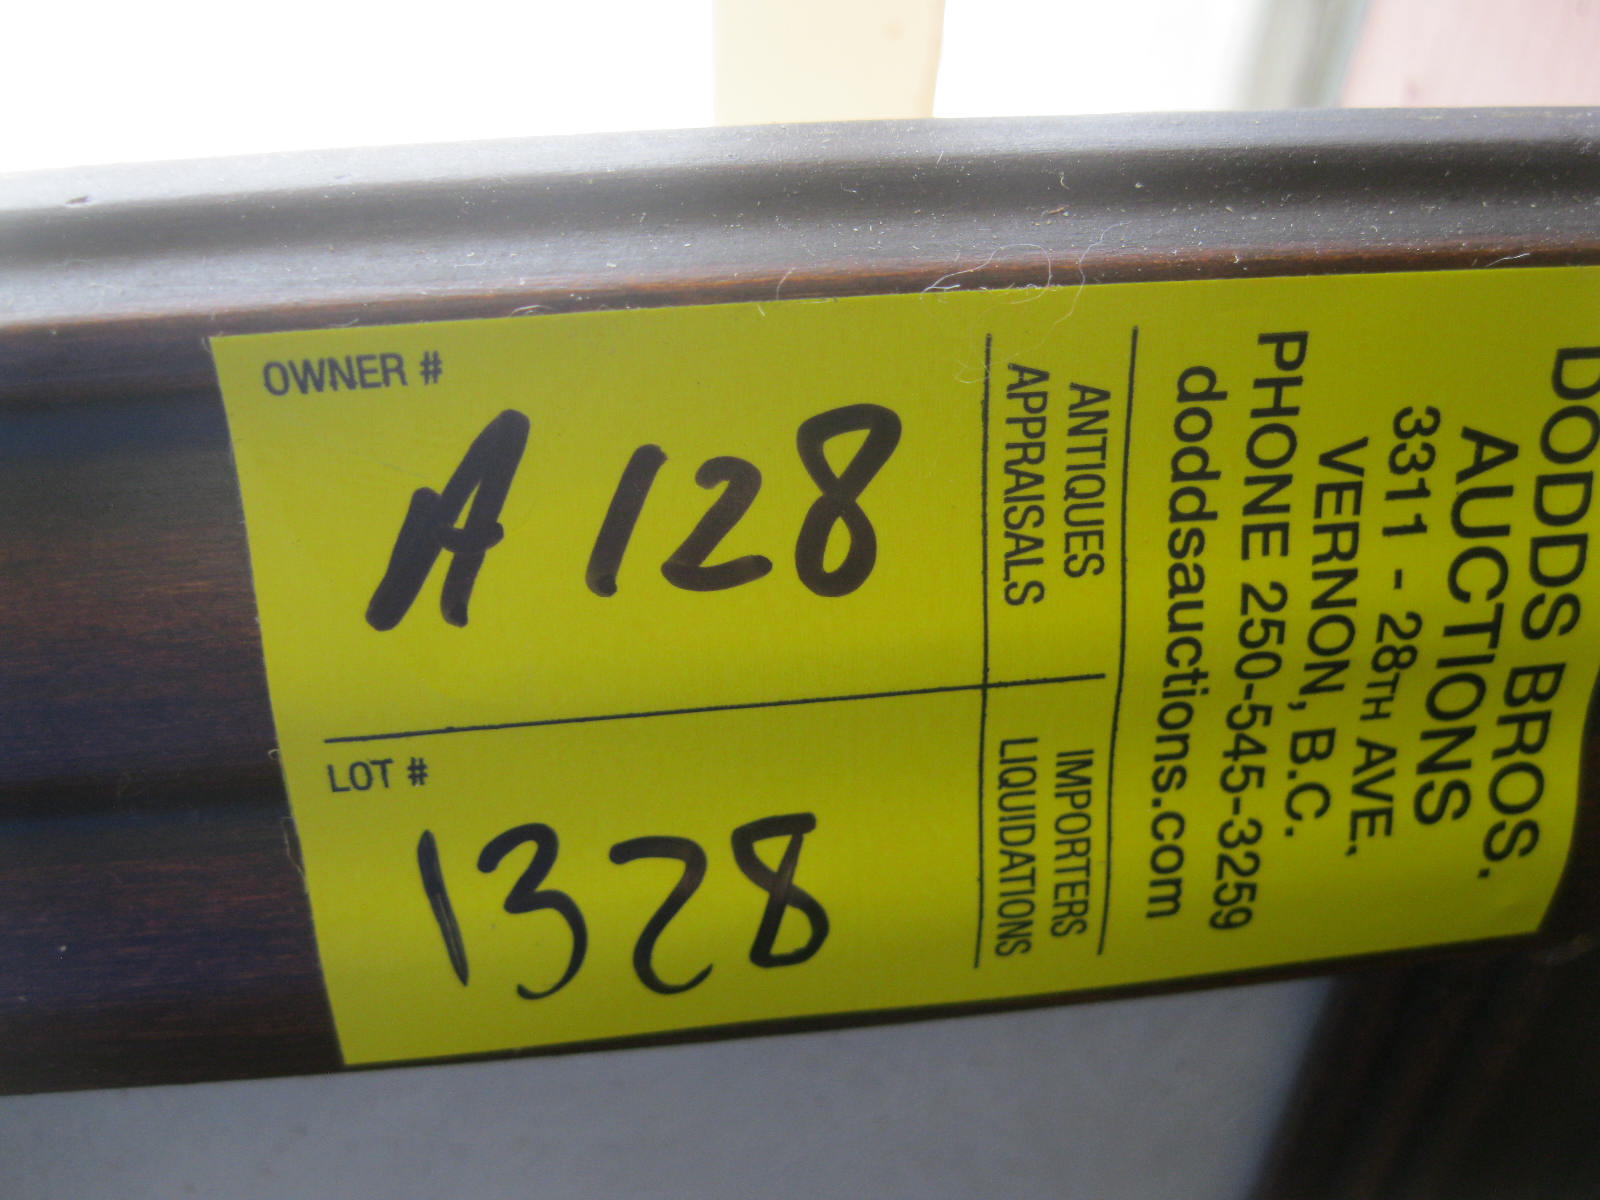 OWNER #
A 128
LOT #
1328
DODDS BROS.
AUCTIONS
3311 - 28TH AVE.
VERNON, B.C.
PHONE 250-545-3259
doddsauctions.com
ANTIQUES
APPRAISALS
IMPORTERS
LIQUIDATIONS